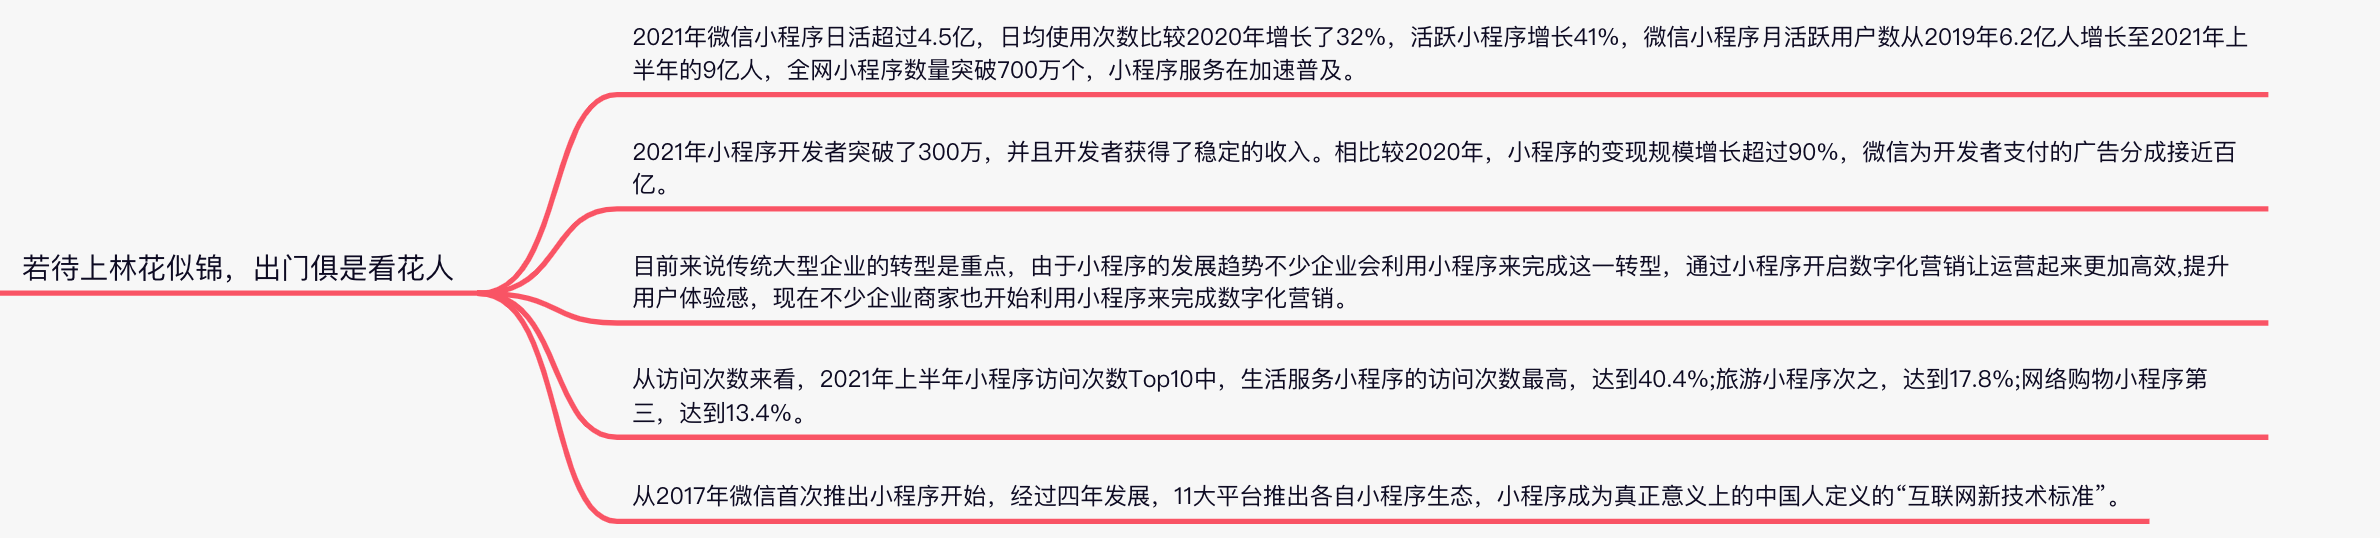 若待上林花似锦，出门俱是看花人
2021年微信小程序日活超过4.5亿，日均使用次数比较2020年增长了32%，活跃小程序增长41%，微信小程序月活跃用户数从2019年6.2亿人增长至2021年上
半年的9亿人，全网小程序数量突破700万个，小程序服务在加速普及。
2021年小程序开发者突破了300万，并且开发者获得了稳定的收入。相比较2020年，小程序的变现规模增长超过90%，微信为开发者支付的广告分成接近百
亿。
目前来说传统大型企业的转型是重点，由于小程序的发展趋势不少企业会利用小程序来完成这一转型，通过小程序开启数字化营销让运营起来更加高效,提升
用户体验感，现在不少企业商家也开始利用小程序来完成数字化营销。
从访问次数来看，2021年上半年小程序访问次数Top10中，生活服务小程序的访问次数最高，达到40.4%;旅游小程序次之，达到17.8%;网络购物小程序第
三，达到13.4%。
从2017年微信首次推出小程序开始，经过四年发展，11大平台推出各自小程序生态，小程序成为真正意义上的中国人定义的“互联网新技术标准”。